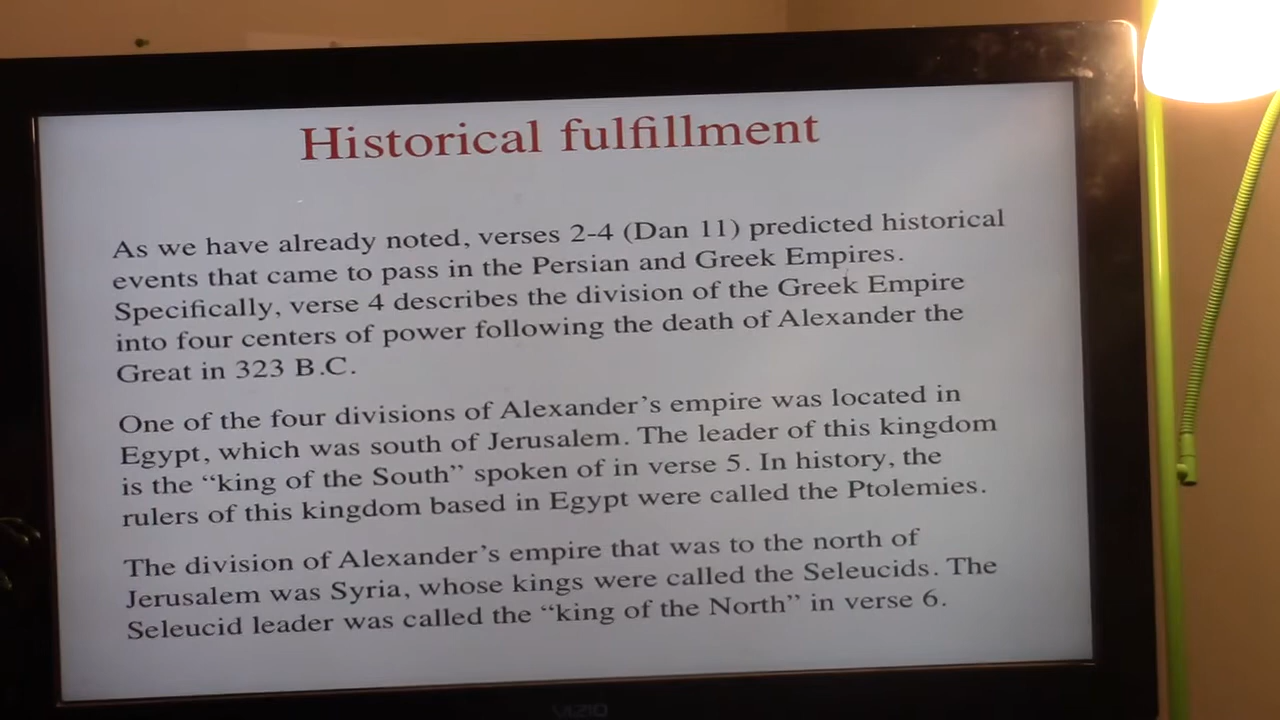 Historical fulfillment
As we have already noted, verses 2-4 (Dan 11) predicted historical
events that came to pass in the Persian and Greek Empires.
Specifically, verse 4 describes the division of the Greek Empire
into four centers of power following the death of Alexander the
Great in 323 B.C.
One of the four divisions of Alexander's empire was located in
Egypt, which was south of Jerusalem. The leader of this kingdom
is the “king of the South” spoken of in verse 5. In history, the
rulers of this kingdom based in Egypt were called the Ptolemies.
The division of Alexander's empire that was to the north of
Jerusalem was Syria, whose kings were called the Seleucids. The
Seleucid leader was called the “king of the North” in verse 6.
VIZIO